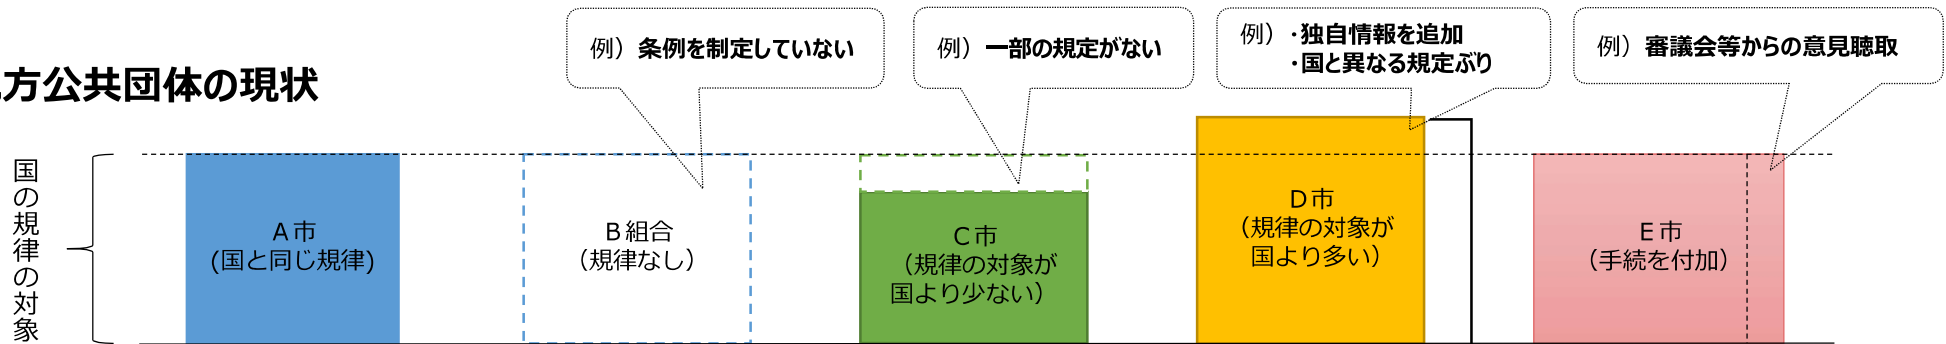 方公共団体の現状
例）条例を制定していない
例）一部の規定がない
例）・独自情報を追加
・国と異なる規定ぶり
例）審議会等からの意見聴取
国の規律の対象
A市
(国と同じ規律)
B組合
（規律なし）
C市
（規律の対象が
国より少ない）
D市
（規律の対象が
国より多い）
E市
（手続を付加）